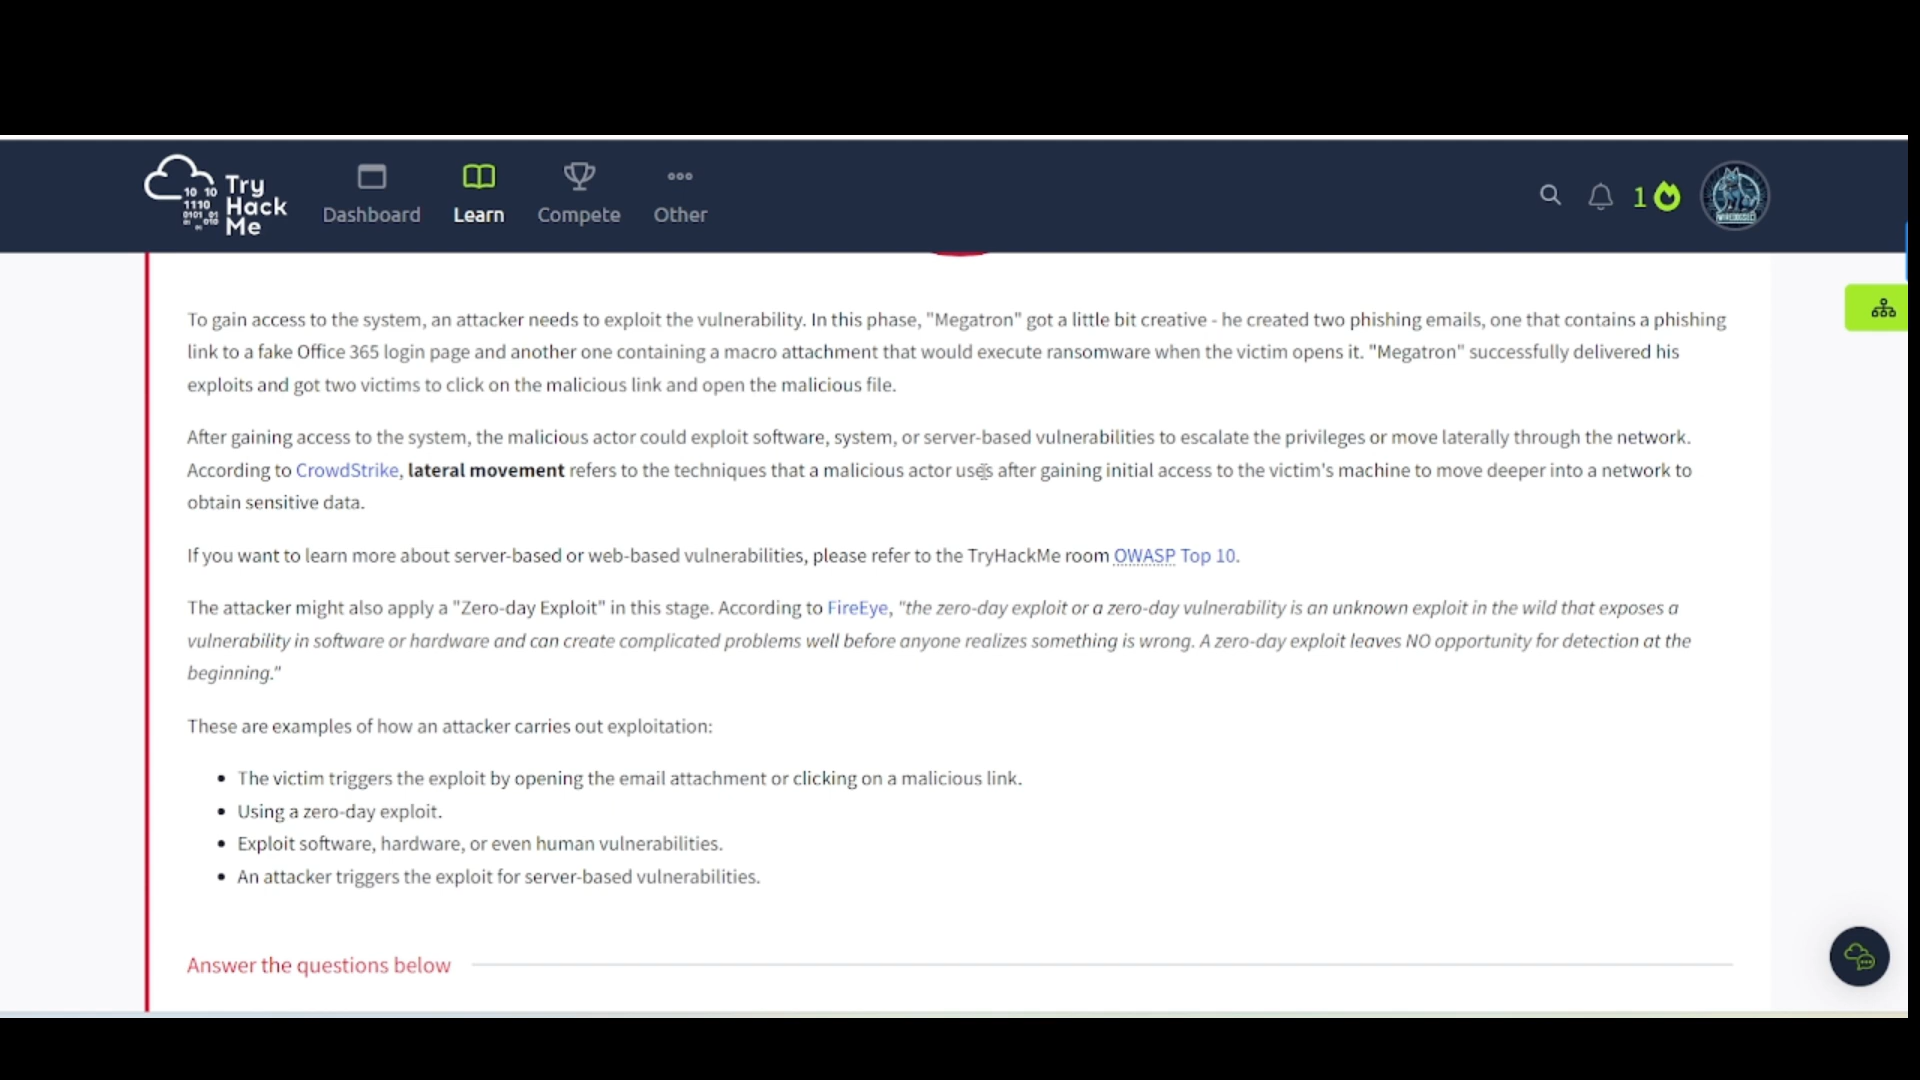 Try
Hack
Me
10 10
1110
0101 01
01 010
01
Dashboard
Learn
Compete
Other
1
To gain access to the system, an attacker needs to exploit the vulnerability. In this phase, "Megatron" got a little bit creative - he created two phishing emails, one that contains a phishing
link to a fake Office 365 login page and another one containing a macro attachment that would execute ransomware when the victim opens it. "Megatron" successfully delivered his
exploits and got two victims to click on the malicious link and open the malicious file.
After gaining access to the system, the malicious actor could exploit software, system, or server-based vulnerabilities to escalate the privileges or move laterally through the network.
According to CrowdStrike, lateral movement refers to the techniques that a malicious actor uses after gaining initial access to the victim's machine to move deeper into a network to
obtain sensitive data.
If you want to learn more about server-based or web-based vulnerabilities, please refer to the TryHackMe room OWASP Top 10.
The attacker might also apply a "Zero-day Exploit" in this stage. According to FireEye, "the zero-day exploit or a zero-day vulnerability is an unknown exploit in the wild that exposes a
vulnerability in software or hardware and can create complicated problems well before anyone realizes something is wrong. A zero-day exploit leaves NO opportunity for detection at the
beginning."
These are examples of how an attacker carries out exploitation:
• The victim triggers the exploit by opening the email attachment or clicking on a malicious link.
• Using a zero-day exploit.
• Exploit software, hardware, or even human vulnerabilities.
• An attacker triggers the exploit for server-based vulnerabilities.
Answer the questions below